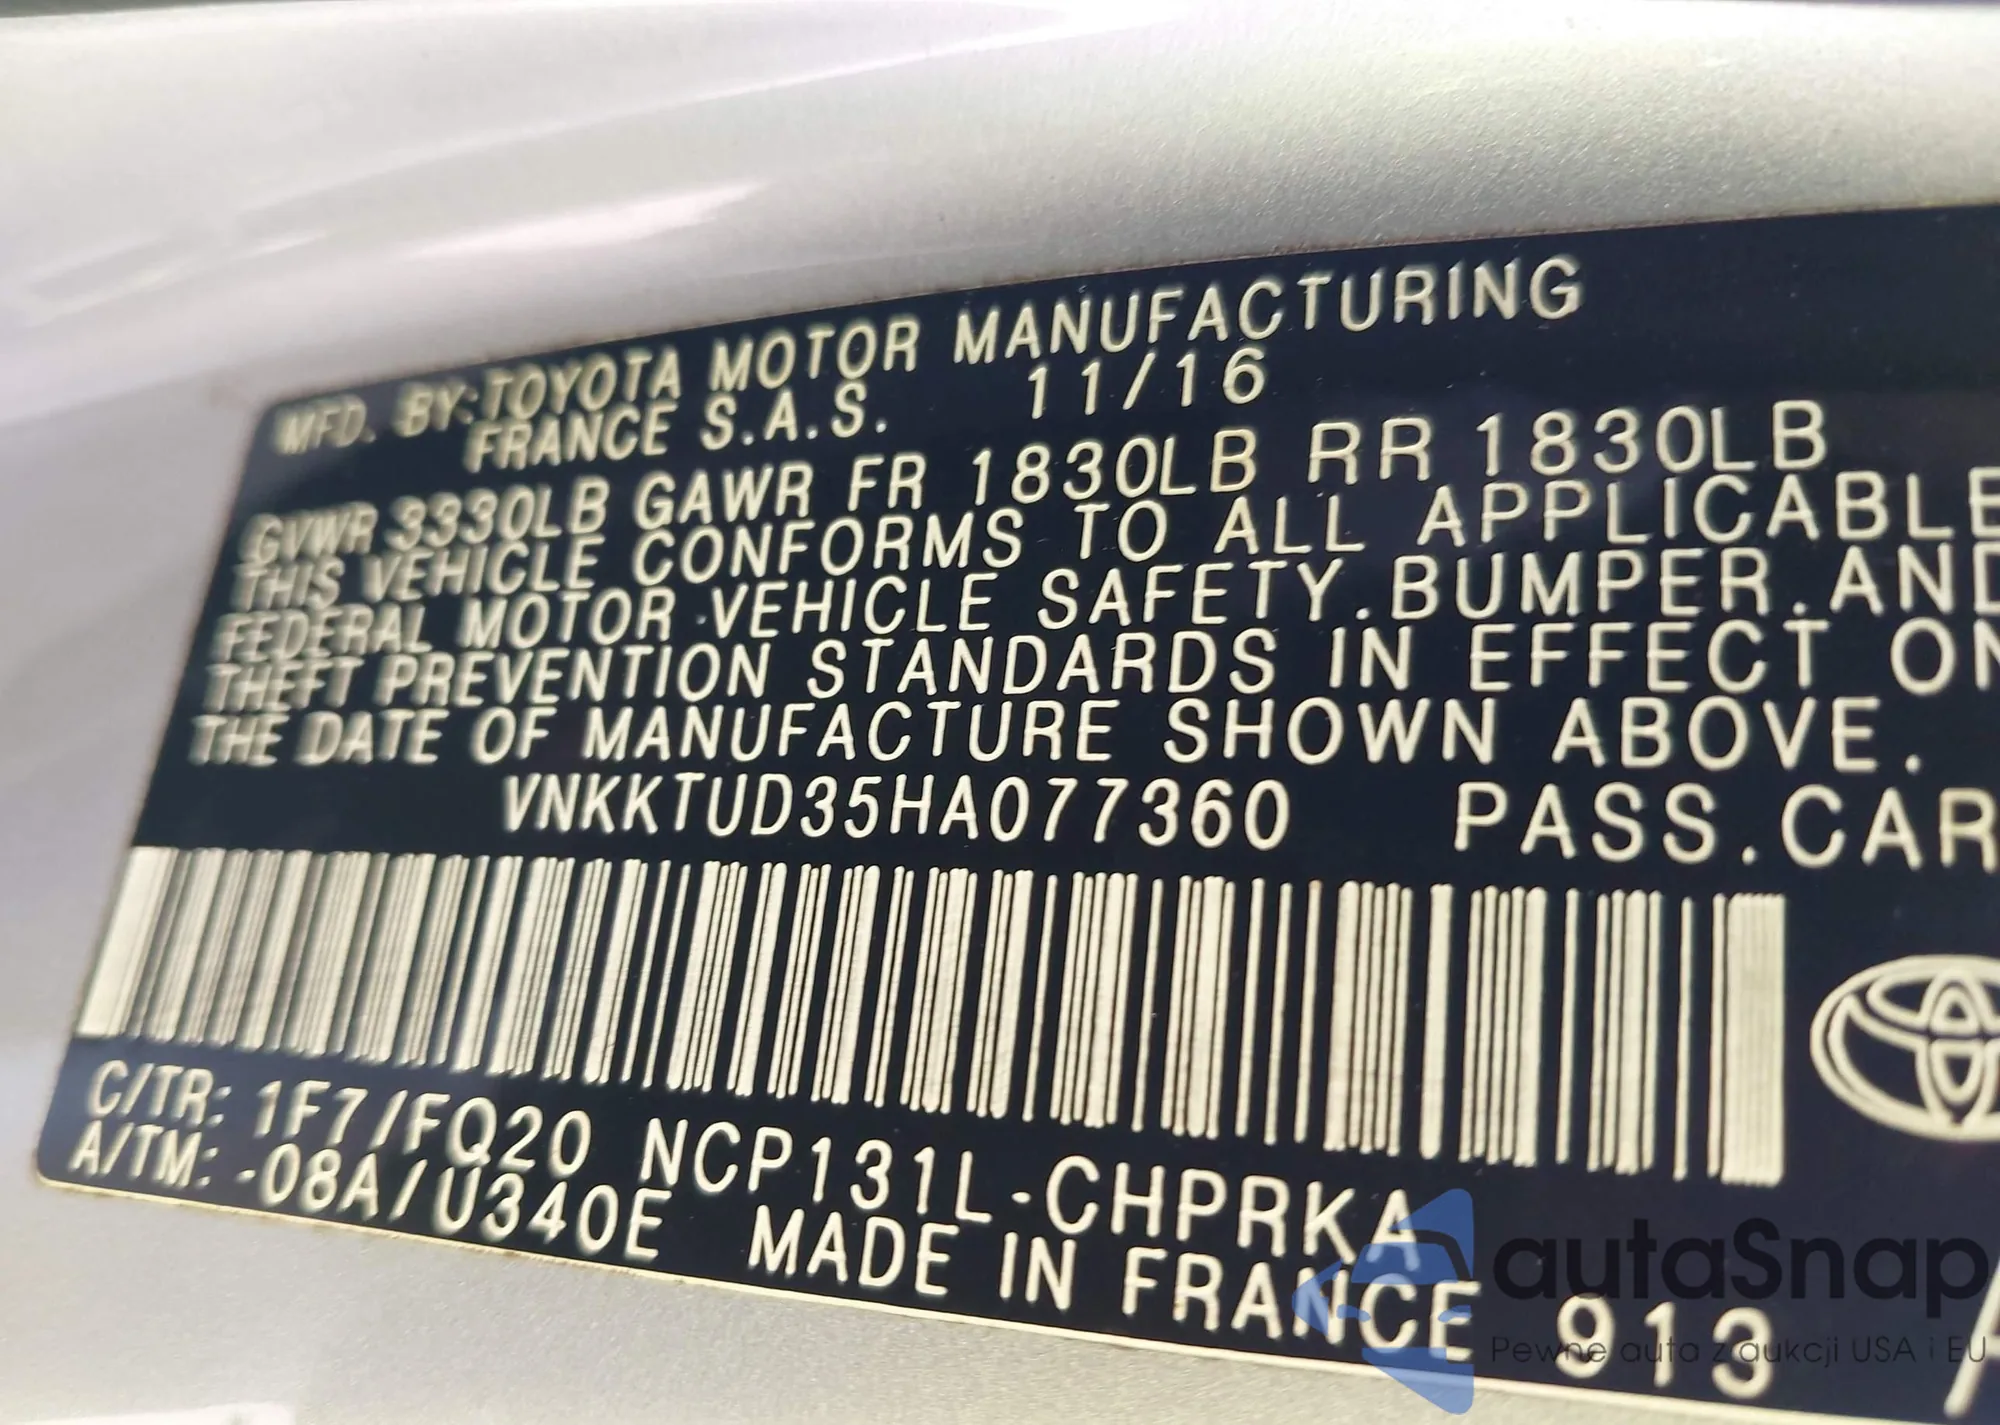 MFD. BY:TOYOTA MOTOR MANUFACTURING
FRANCE S.A.S. 11/16
GVWR 3330LB GAWR FR 1830LB RR 1830LB
THIS VEHICLE CONFORMS TO ALL APPLICABLE
FEDERAL MOTOR VEHICLE SAFETY.BUMPER.AND
THEFT PREVENTION STANDARDS IN EFFECT ON
THE DATE OF MANUFACTURE SHOWN ABOVE.
VNKKTUD35HA077360 PASS.CAR
C/TR: 1F7/FQ20 NCP131L-CHPRKA
A/TM: -08A/U340E MADE IN FRANCE 913
autaSnap
Pewne auta z aukcji USA i EU